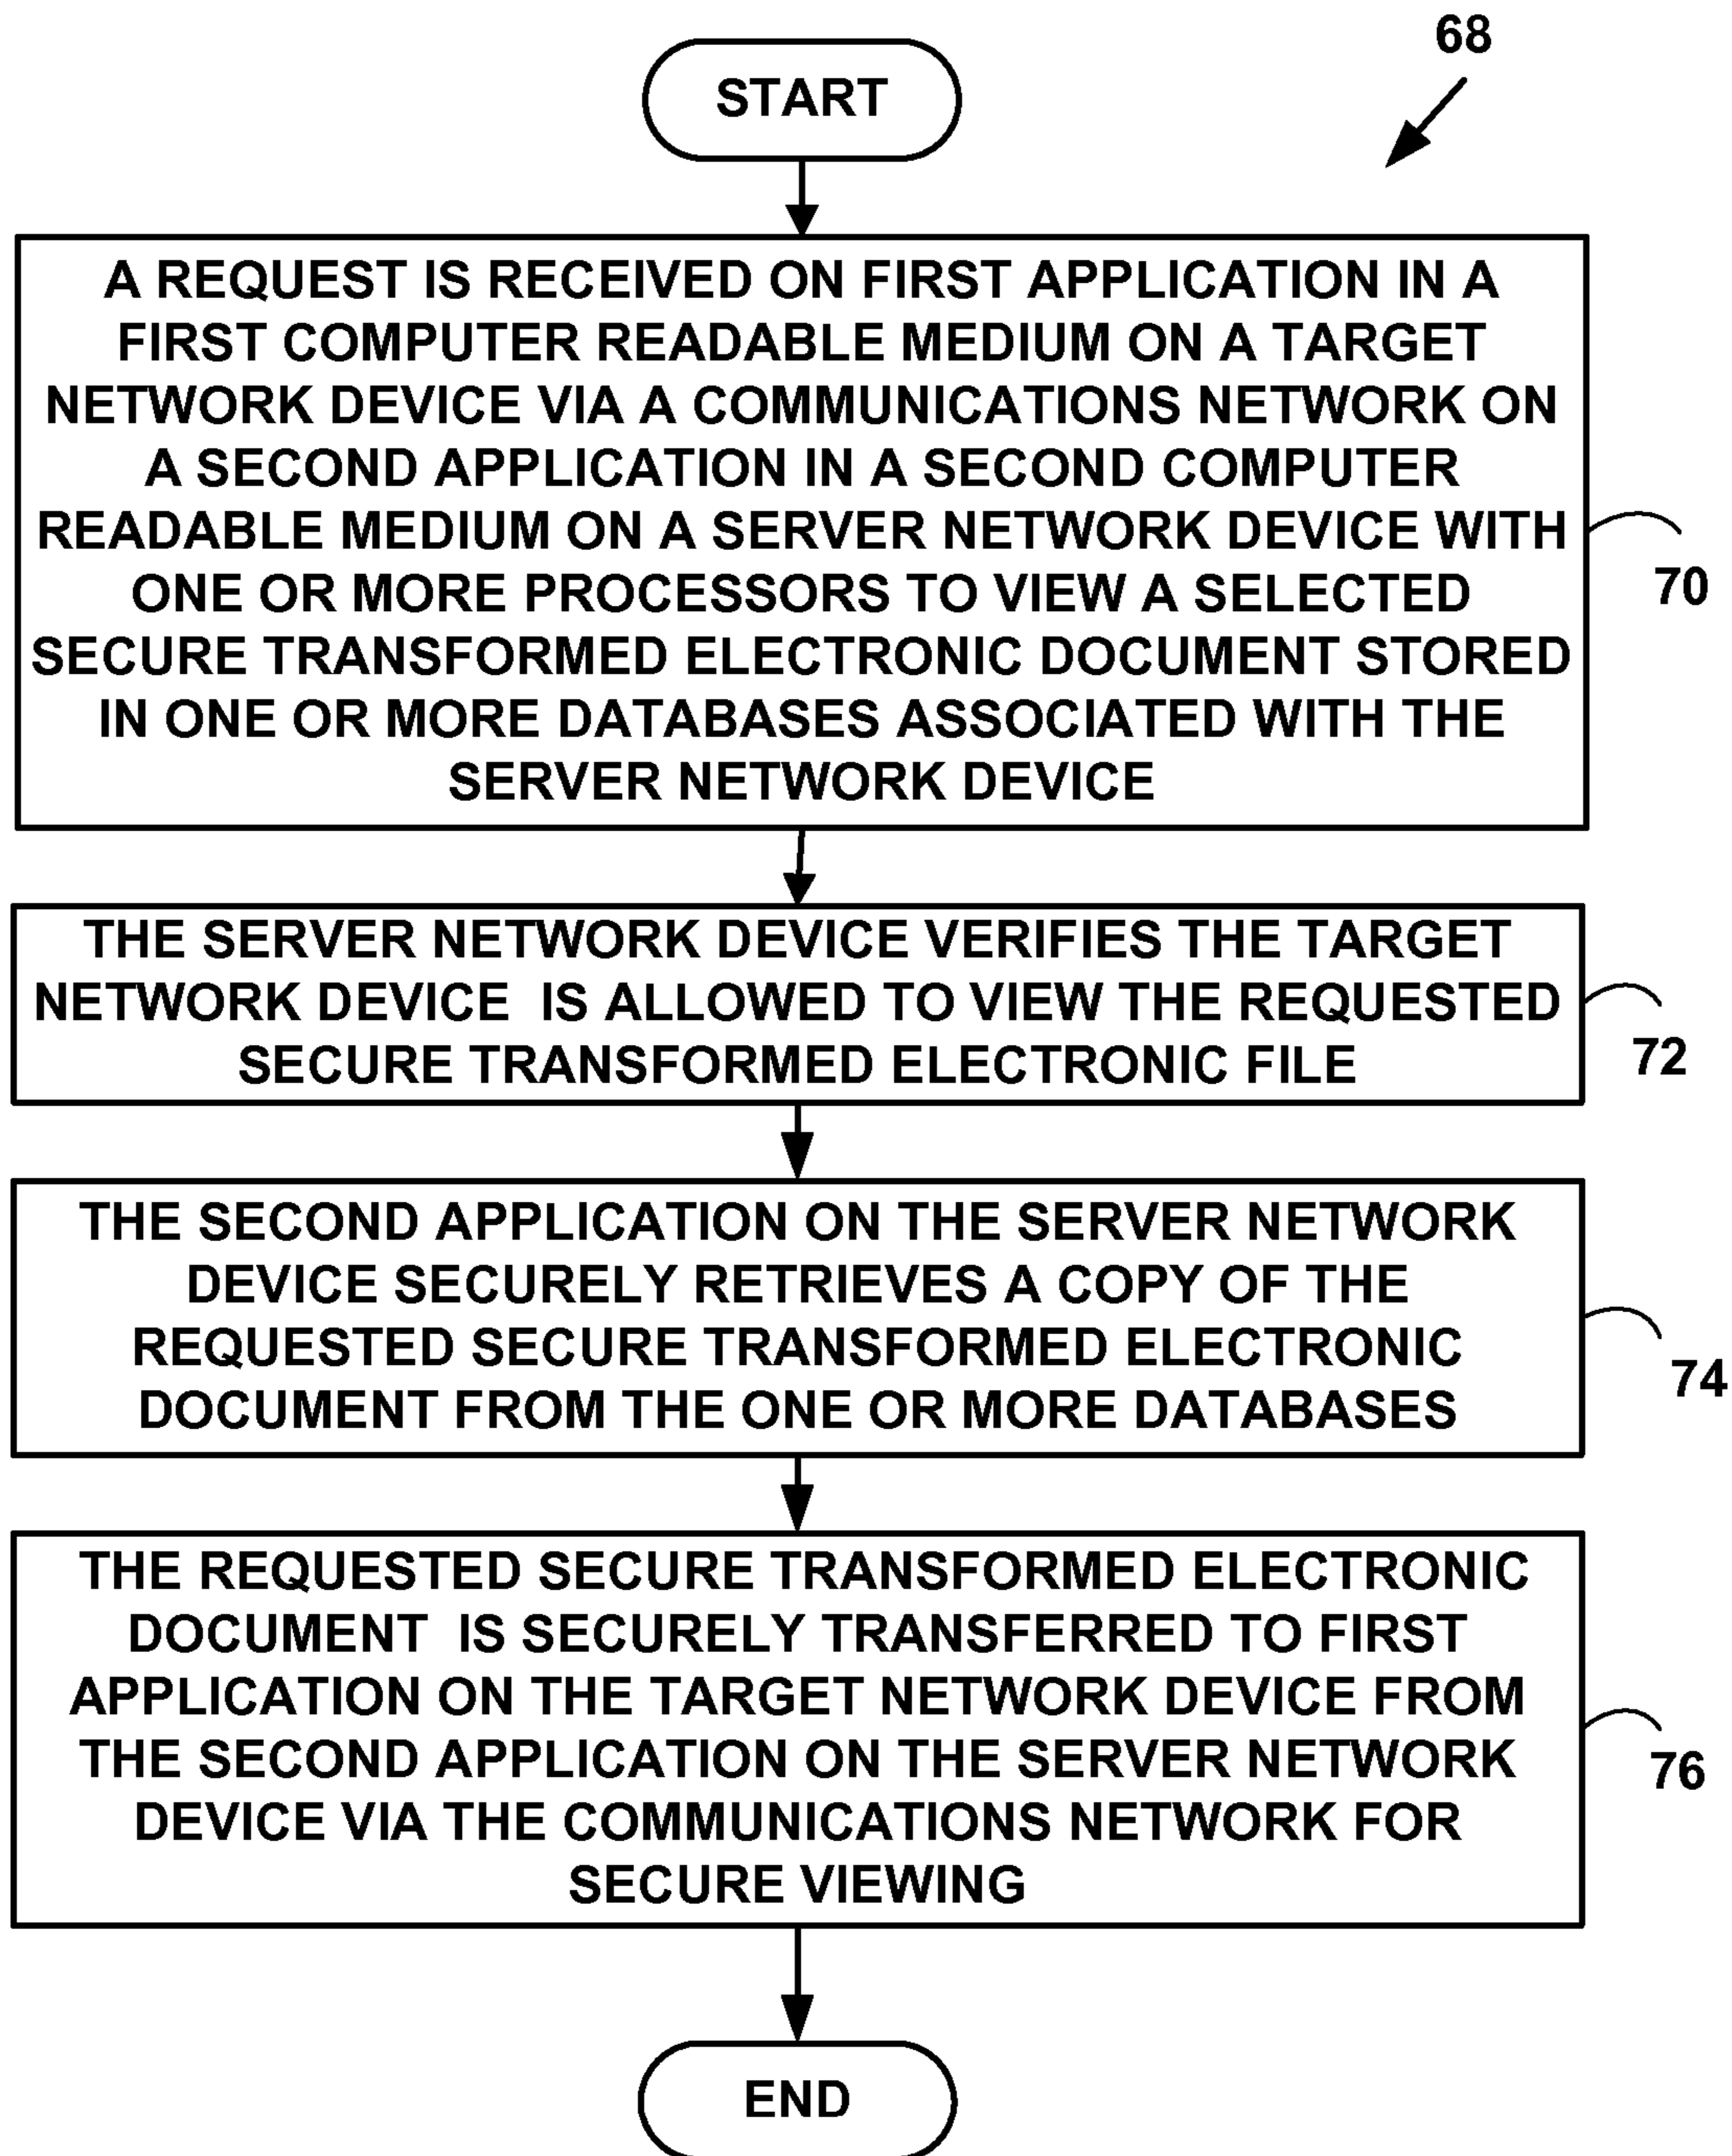 68
START
A REQUEST IS RECEIVED ON FIRST APPLICATION IN A
FIRST COMPUTER READABLE MEDIUM ON A TARGET
NETWORK DEVICE VIA A COMMUNICATIONS NETWORK ON
A SECOND APPLICATION IN A SECOND COMPUTER
READABLE MEDIUM ON A SERVER NETWORK DEVICE WITH
ONE OR MORE PROCESSORS TO VIEW A SELECTED
SECURE TRANSFORMED ELECTRONIC DOCUMENT STORED
IN ONE OR MORE DATABASES ASSOCIATED WITH THE
SERVER NETWORK DEVICE
70
THE SERVER NETWORK DEVICE VERIFIES THE TARGET
NETWORK DEVICE IS ALLOWED TO VIEW THE REQUESTED
SECURE TRANSFORMED ELECTRONIC FILE
72
THE SECOND APPLICATION ON THE SERVER NETWORK
DEVICE SECURELY RETRIEVES A COPY OF THE
REQUESTED SECURE TRANSFORMED ELECTRONIC
DOCUMENT FROM THE ONE OR MORE DATABASES
74
THE REQUESTED SECURE TRANSFORMED ELECTRONIC
DOCUMENT IS SECURELY TRANSFERRED TO FIRST
APPLICATION ON THE TARGET NETWORK DEVICE FROM
THE SECOND APPLICATION ON THE SERVER NETWORK
DEVICE VIA THE COMMUNICATIONS NETWORK FOR
SECURE VIEWING
76
END